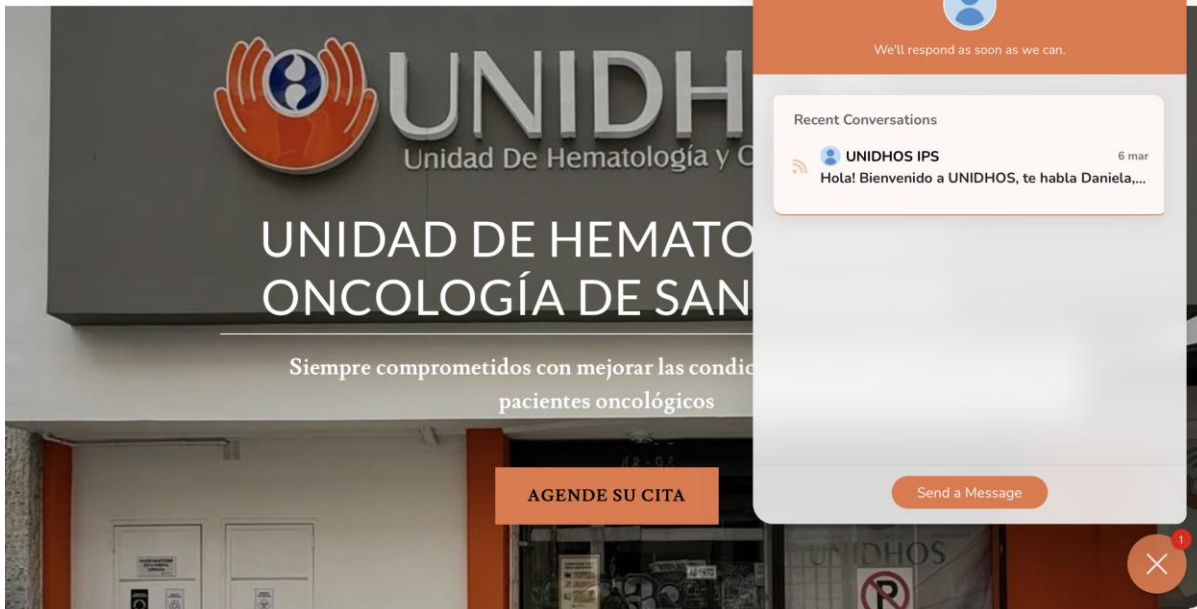 UNIDH
Unidad De Hematología y O
UNIDAD DE HEMATO
ONCOLOGÍA DE SAN
Siempre comprometidos con mejorar las condic
pacientes oncológicos
AGENDE SU CITA
ABIERTO
UNIDHOS
We'll respond as soon as we can.
Recent Conversations
UNIDHOS IPS
6 mar
Hola! Bienvenido a UNIDHOS, te habla Daniela,...
Send a Message
1